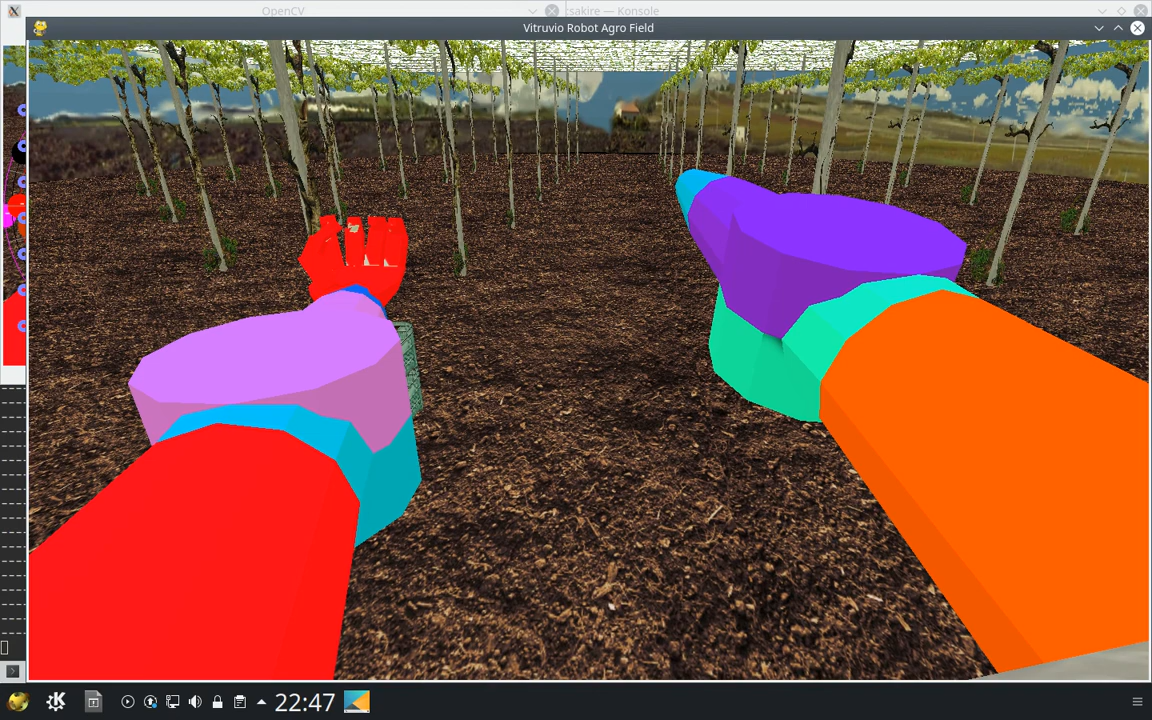 OpenCV
:sakire — Konsole
Vitruvio Robot Agro Field
22:47